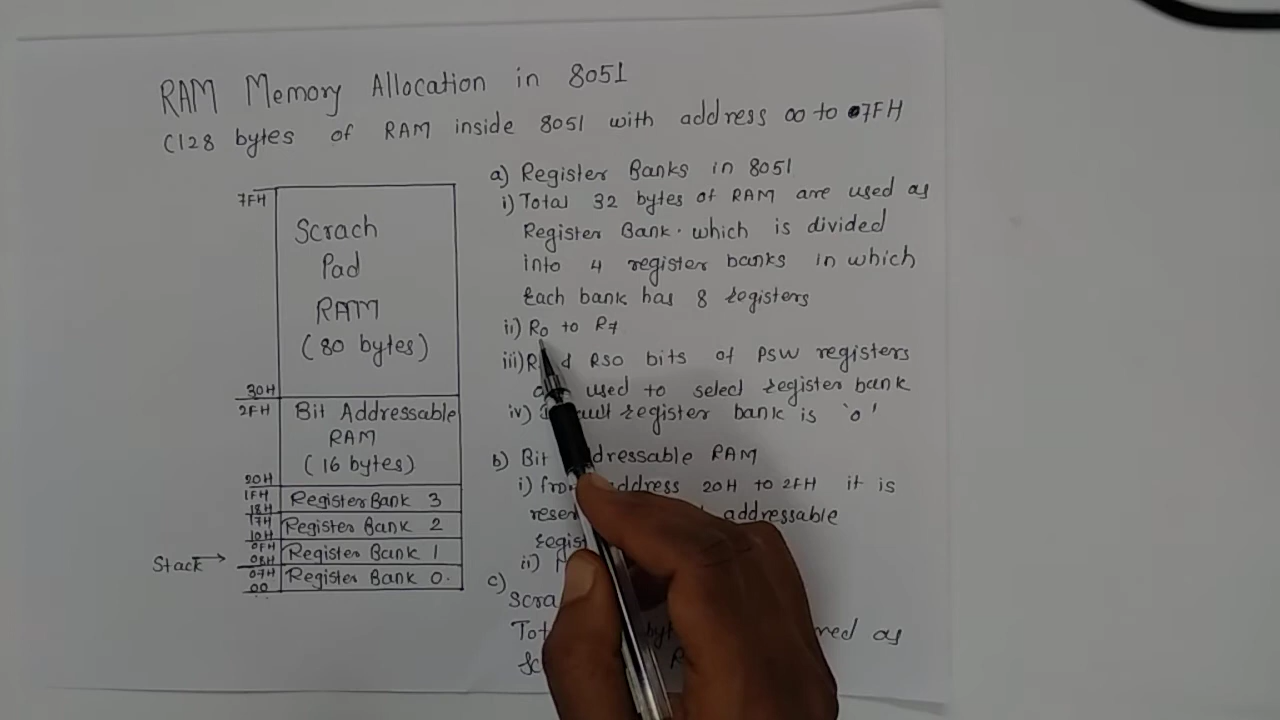 RAM Memory Allocation in 8051
(128 bytes of RAM inside 8051 with address 00 to 07FH
7FH
Scrach
Pad
RAM
(80 bytes)
30H
2FH
Bit Addressable
RAM
(16 bytes)
20H
1FH
18H
Register Bank 3
17H
10H
Register Bank 2
0FH
08H
Register Bank 1
Stack →
07H
00
Register Bank 0.
a) Register Banks in 8051
i) Total 32 bytes of RAM are used as
Register Bank. which is divided
into 4 register banks in which
Each bank has 8 registers
ii) R0 to R7
iii) RS0 bits of PSW registers
used to select register bank
iv) register bank is '0'
b) Bit RAM
i) address 20H to 2FH it is
addressable
ii)
c)
as